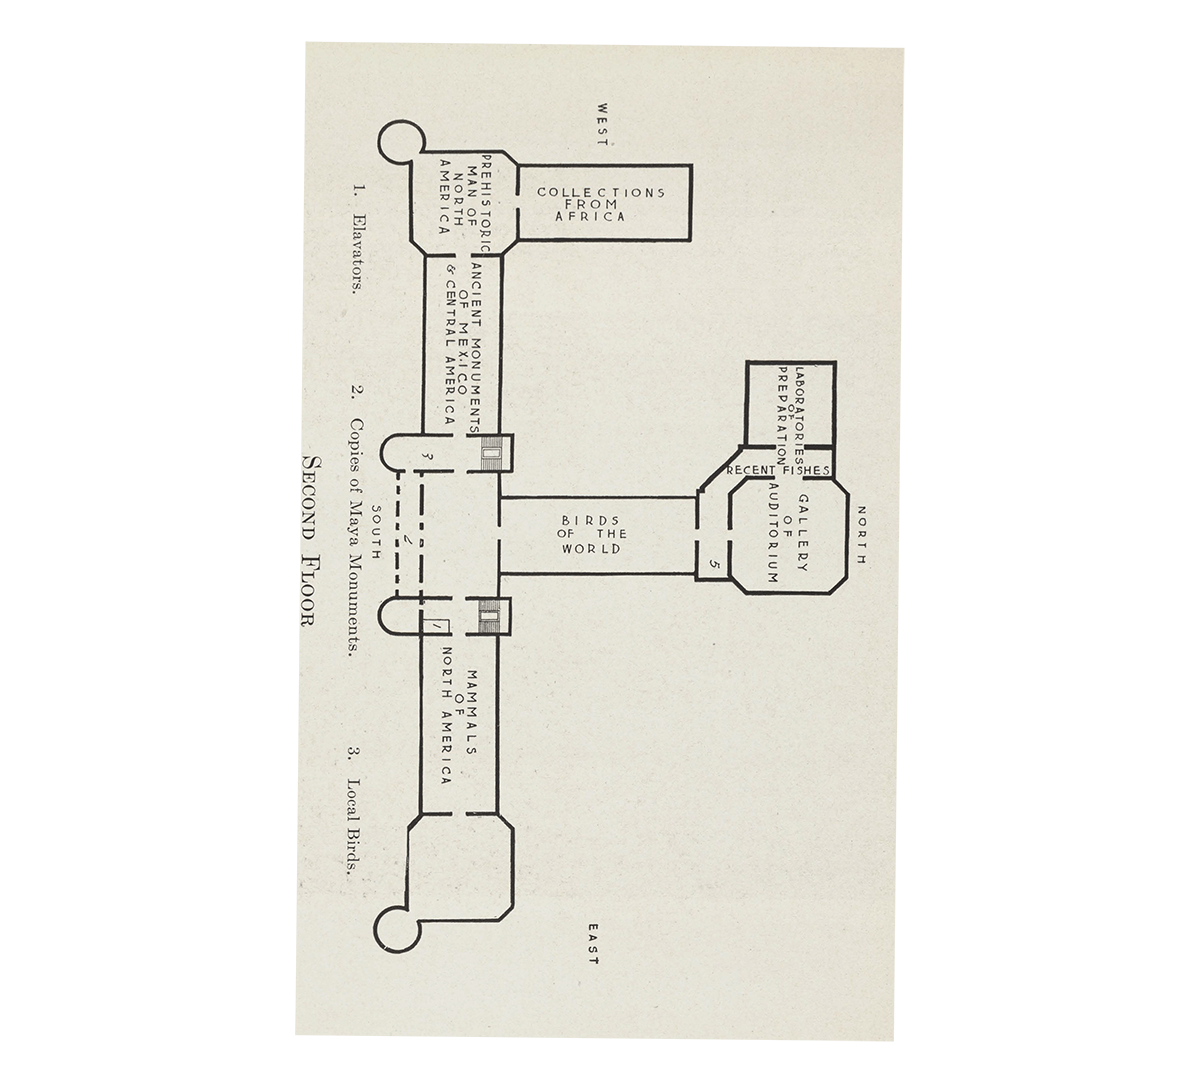 NORTH
LABORATORIES
OF
PREPARATION
RECENT FISHES
GALLERY
OF
AUDITORIUM
5
WEST
COLLECTIONS
FROM
AFRICA
BIRDS
OF THE
WORLD
EAST
PREHISTORIC
MAN OF
NORTH
AMERICA
ANCIENT MONUMENTS
OF MEXICO
& CENTRAL AMERICA
3
2
1
MAMMALS
OF
NORTH AMERICA
SOUTH
1. Elavators. 2. Copies of Maya Monuments. 3. Local Birds.
SECOND FLOOR